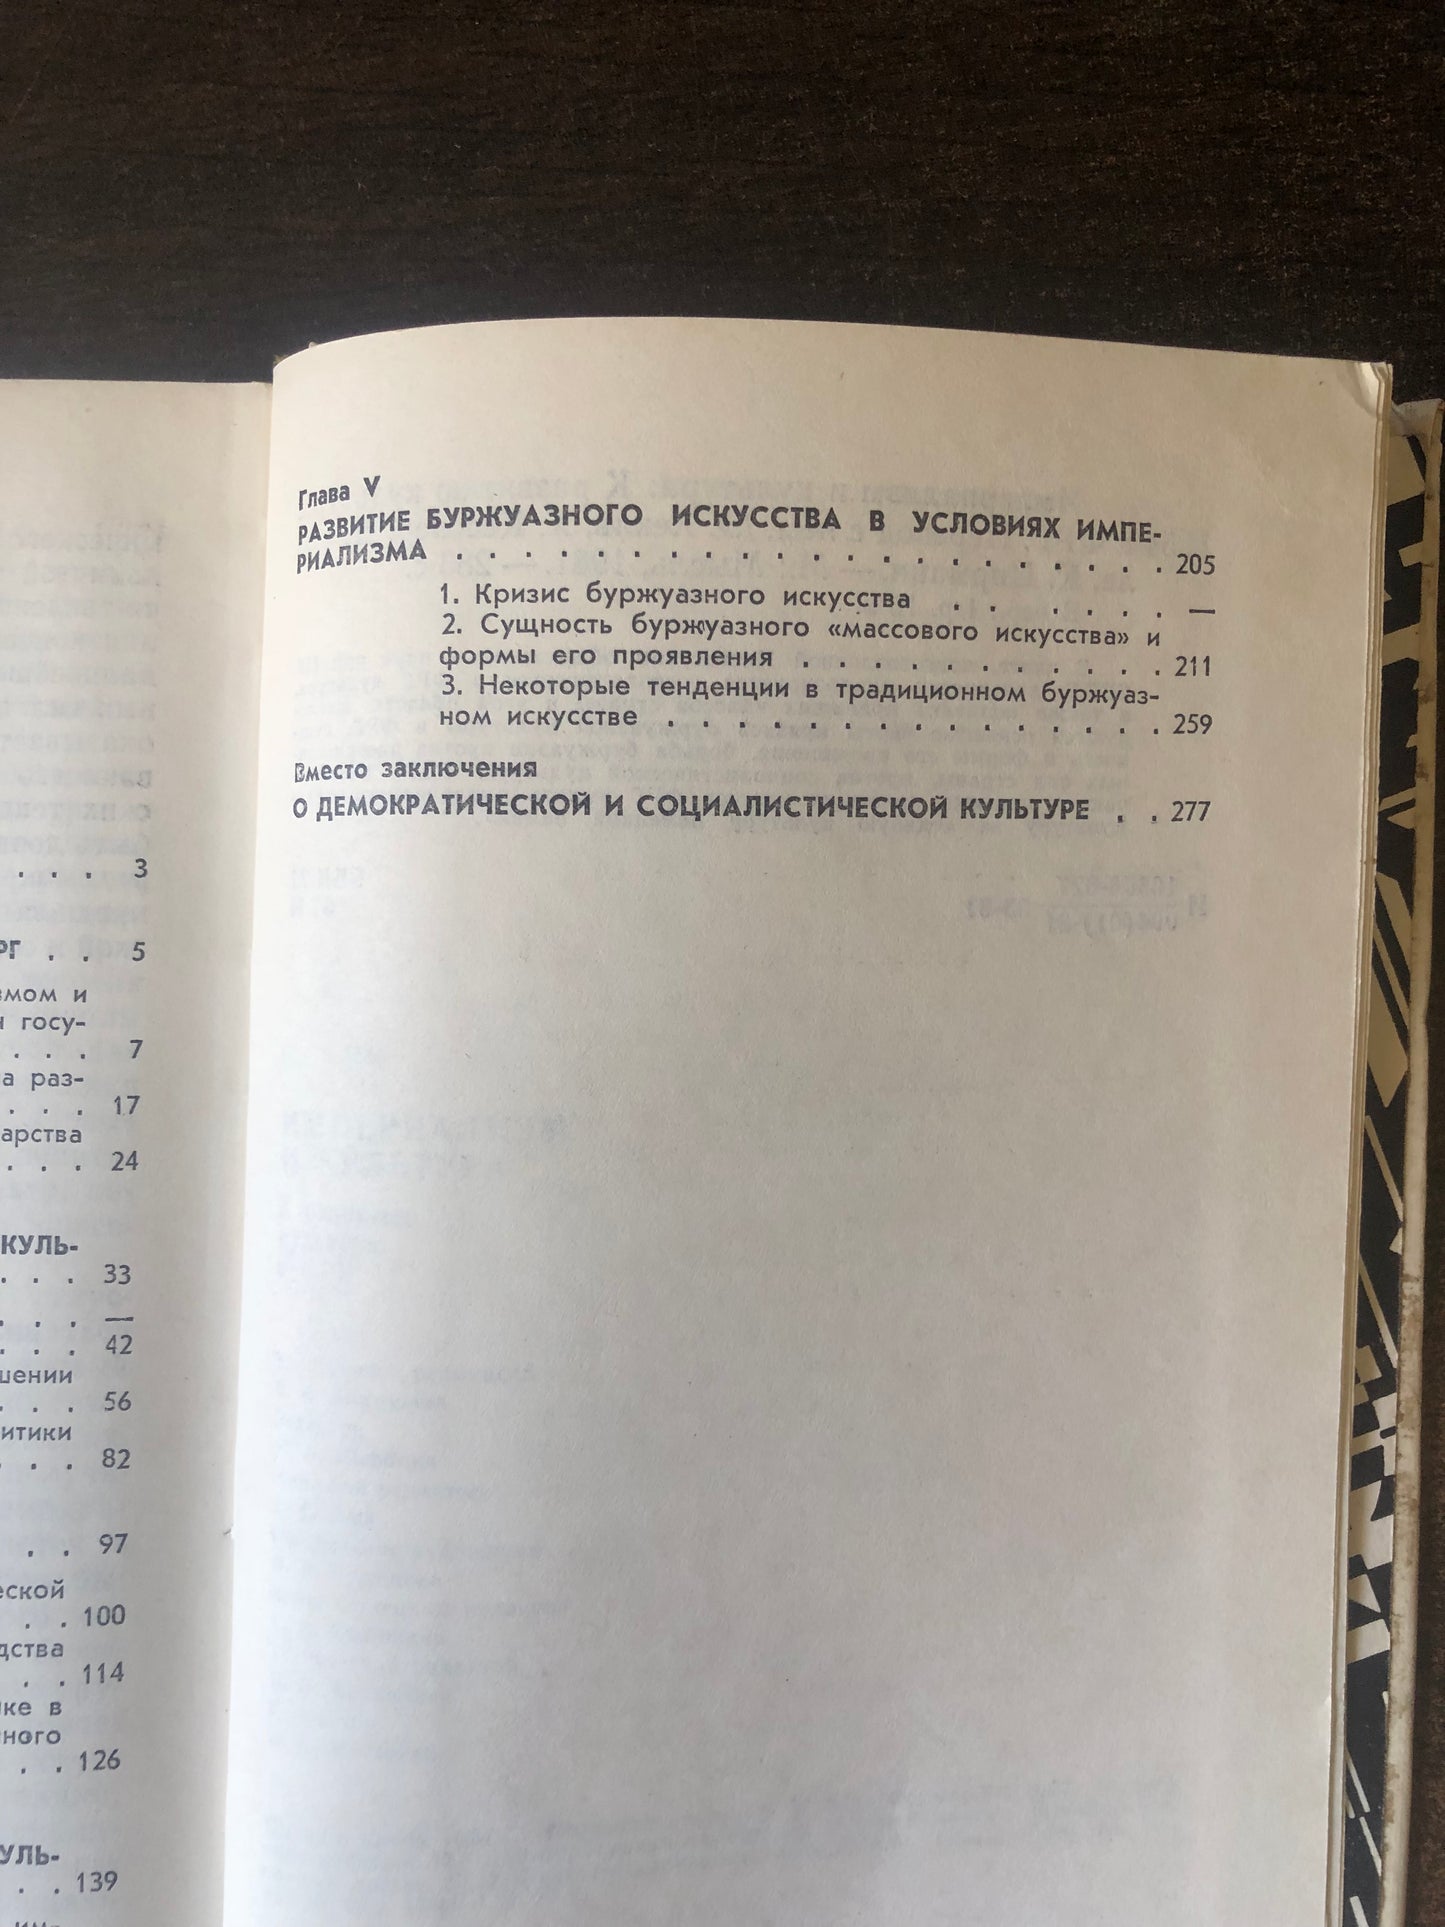 . . . 3
РГ . . 5
змом и
и госу-
. . . . 7
а раз-
. . . . 17
арства
. . . . 24
КУЛЬ-
. . . 33
. . . —
. . . 42
шении
. . . 56
итики
. . . 82
. . 97
еской
. . 100
дства
. . 114
ке в
ного
. . 126
УЛЬ-
. . 139
Глава V
РАЗВИТИЕ БУРЖУАЗНОГО ИСКУССТВА В УСЛОВИЯХ ИМПЕ-
РИАЛИЗМА . . . . . . . . . . . . . . . . . . . . . 205
1. Кризис буржуазного искусства . . . . . . —
2. Сущность буржуазного «массового искусства» и
формы его проявления . . . . . . . . . . . 211
3. Некоторые тенденции в традиционном буржуаз-
ном искусстве . . . . . . . . . . . . . . . 259
Вместо заключения
О ДЕМОКРАТИЧЕСКОЙ И СОЦИАЛИСТИЧЕСКОЙ КУЛЬТУРЕ . . 277